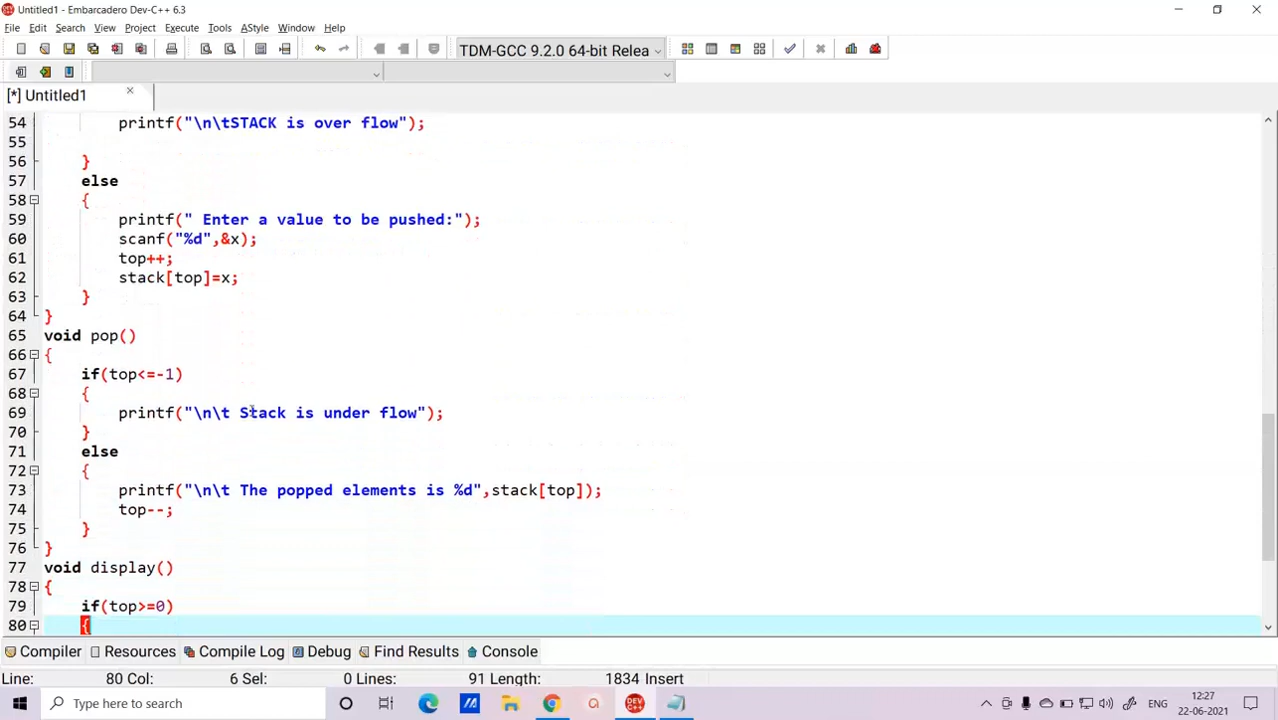 Untitled1 - Embarcadero Dev-C++ 6.3
File Edit Search View Project Execute Tools AStyle Window Help
TDM-GCC 9.2.0 64-bit Relea
[*] Untitled1
54 printf("\n\tSTACK is over flow");
55
56 }
57 else
58 {
59 printf(" Enter a value to be pushed:");
60 scanf("%d",&x);
61 top++;
62 stack[top]=x;
63 }
64 }
65 void pop()
66 {
67 if(top<=-1)
68 {
69 printf("\n\t Stack is under flow");
70 }
71 else
72 {
73 printf("\n\t The popped elements is %d",stack[top]);
74 top--;
75 }
76 }
77 void display()
78 {
79 if(top>=0)
80 {
Compiler Resources Compile Log Debug Find Results Console
Line: 80 Col: 6 Sel: 0 Lines: 91 Length: 1834 Insert
Type here to search
DEV C++
ENG
12:27
22-06-2021